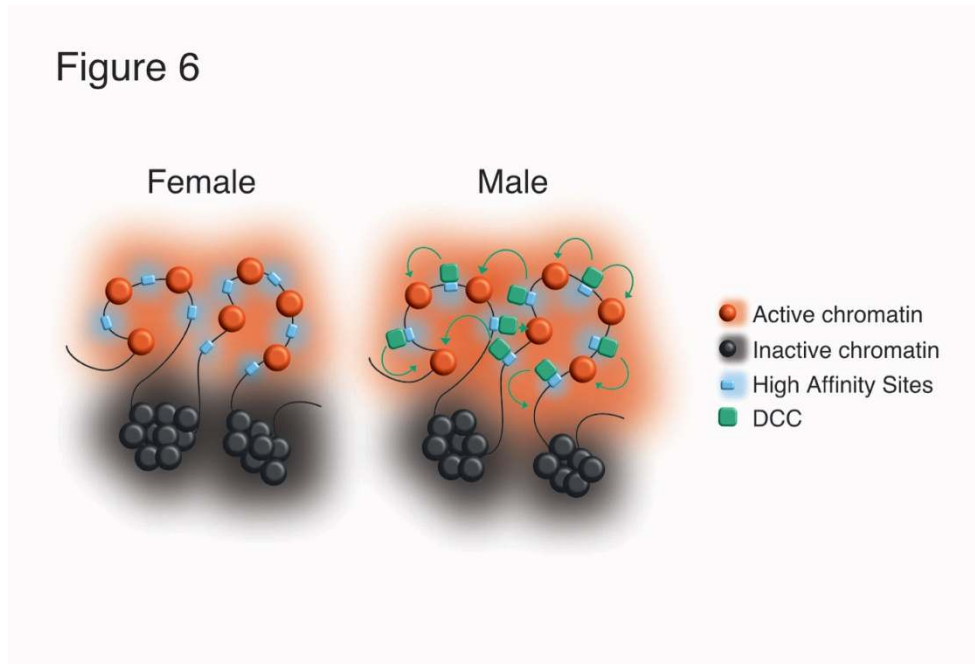 Figure 6
Female
Male
Active chromatin
Inactive chromatin
High Affinity Sites
DCC